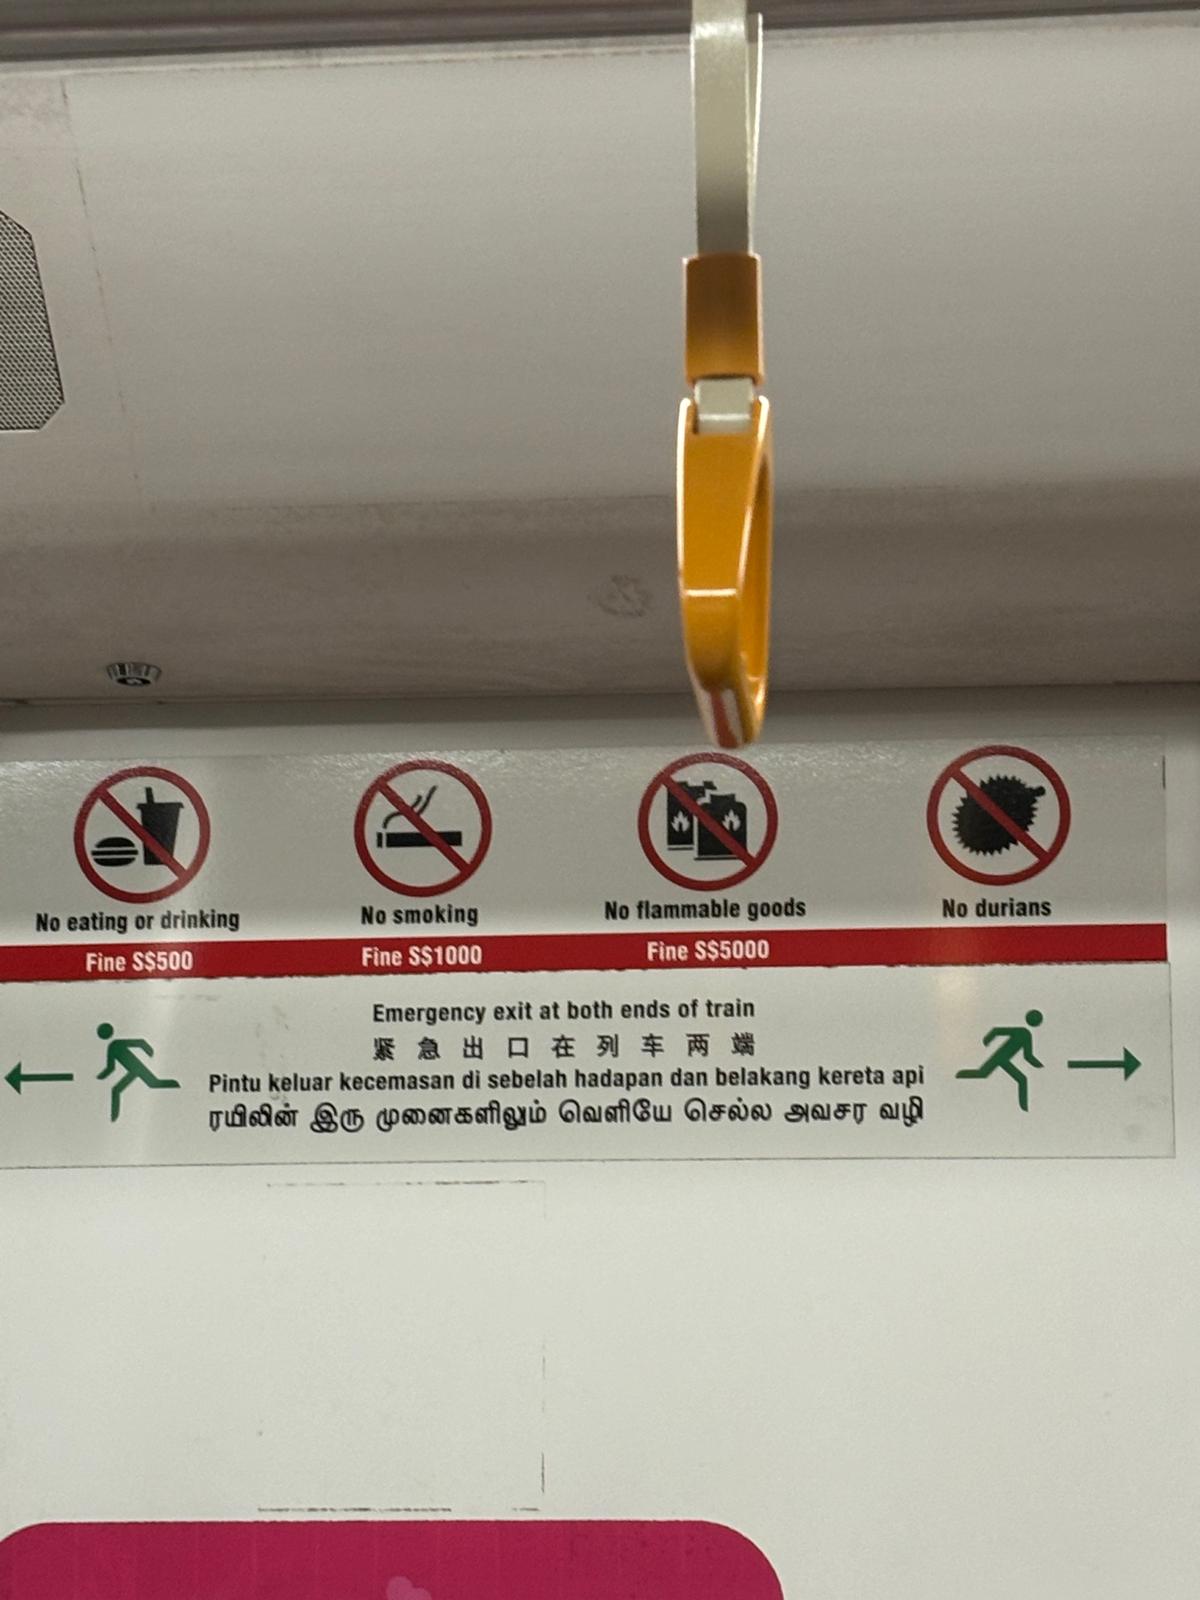 No eating or drinking
No smoking
No flammable goods
No durians
Fine S$500
Fine S$1000
Fine S$5000
Emergency exit at both ends of train
紧急出口在列车两端
Pintu keluar kecemasan di sebelah hadapan dan belakang kereta api
ரயிலின் இரு முனைகளிலும் வெளியே செல்ல அவசர வழி